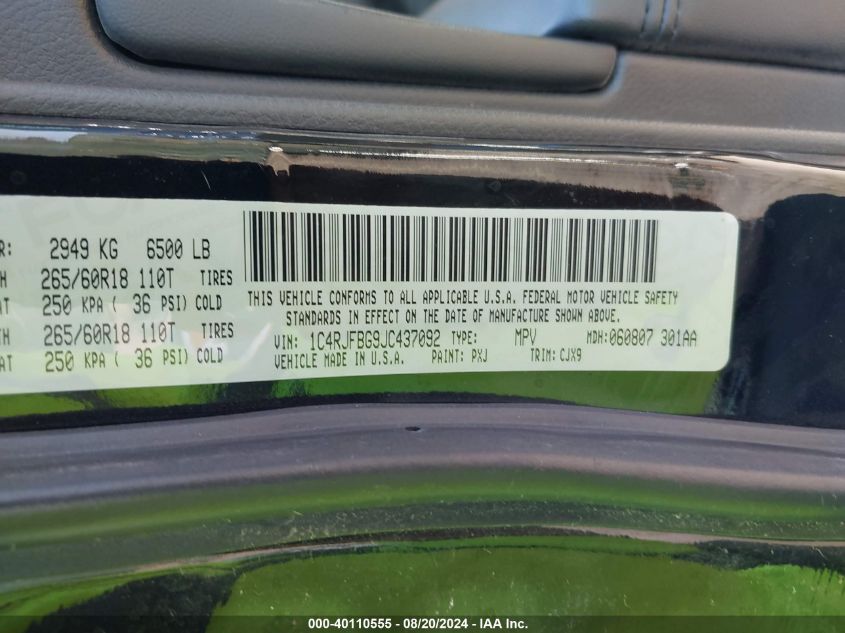 R: 2949 KG 6500 LB
H 265/60R18 110T TIRES
AT 250 KPA ( 36 PSI) COLD
TH 265/60R18 110T TIRES
AT 250 KPA ( 36 PSI) COLD
THIS VEHICLE CONFORMS TO ALL APPLICABLE U.S.A. FEDERAL MOTOR VEHICLE SAFETY
STANDARDS IN EFFECT ON THE DATE OF MANUFACTURE SHOWN ABOVE.
VIN: 1C4RJFBG9JC437092 TYPE: MPV MDH:060807 301AA
VEHICLE MADE IN U.S.A. PAINT: PXJ TRIM: CJX9
000-40110555 - 08/20/2024 - IAA Inc.